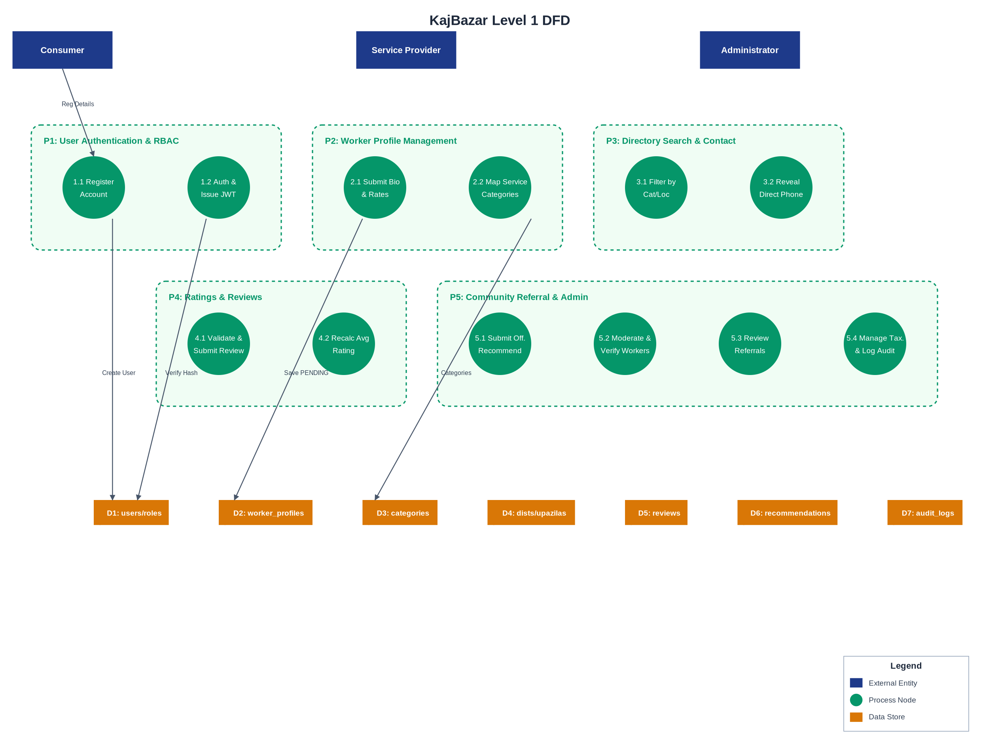 KajBazar Level 1 DFD
Consumer
Service Provider
Administrator
Reg Details
P1: User Authentication & RBAC
1.1 Register
Account
1.2 Auth &
Issue JWT
P2: Worker Profile Management
2.1 Submit Bio
& Rates
2.2 Map Service
Categories
P3: Directory Search & Contact
3.1 Filter by
Cat/Loc
3.2 Reveal
Direct Phone
P4: Ratings & Reviews
4.1 Validate &
Submit Review
4.2 Recalc Avg
Rating
P5: Community Referral & Admin
5.1 Submit Off.
Recommend
5.2 Moderate &
Verify Workers
5.3 Review
Referrals
5.4 Manage Tax.
& Log Audit
Create User
Verify Hash
Save PENDING
Categories
D1: users/roles
D2: worker_profiles
D3: categories
D4: dists/upazilas
D5: reviews
D6: recommendations
D7: audit_logs
Legend
External Entity
Process Node
Data Store